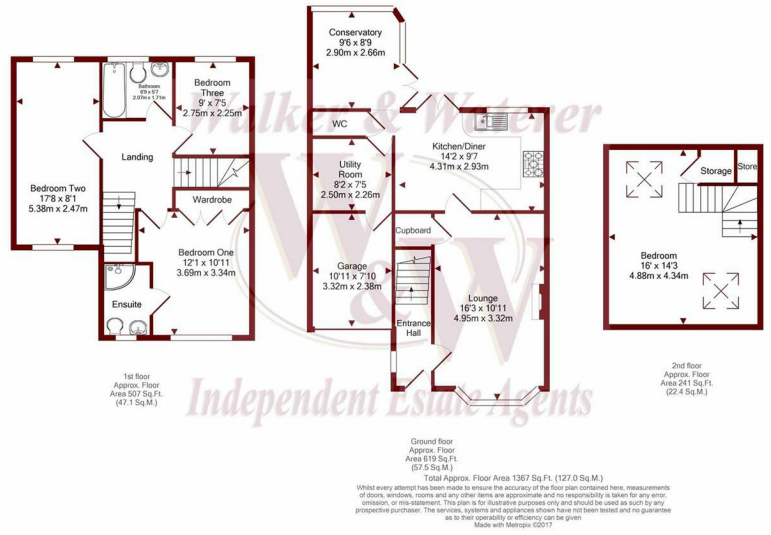 Walker & Waterer
W&W
Independent Estate Agents
Bathroom
6'9 x 5'7
2.07m x 1.71m
Bedroom
Three
9' x 7'5
2.75m x 2.25m
Landing
Bedroom Two
17'8 x 8'1
5.38m x 2.47m
Wardrobe
Bedroom One
12'1 x 10'11
3.69m x 3.34m
Ensuite
1st floor
Approx. Floor
Area 507 Sq.Ft.
(47.1 Sq.M.)
Conservatory
9'6 x 8'9
2.90m x 2.66m
WC
Kitchen/Diner
14'2 x 9'7
4.31m x 2.93m
Utility
Room
8'2 x 7'5
2.50m x 2.26m
Cupboard
Garage
10'11 x 7'10
3.32m x 2.38m
Lounge
16'3 x 10'11
4.95m x 3.32m
Entrance
Hall
Ground floor
Approx. Floor
Area 619 Sq.Ft.
(57.5 Sq.M.)
Storage
Store
Bedroom
16' x 14'3
4.88m x 4.34m
2nd floor
Approx. Floor
Area 241 Sq.Ft.
(22.4 Sq.M.)
Total Approx. Floor Area 1367 Sq.Ft. (127.0 Sq.M.)
Whilst every attempt has been made to ensure the accuracy of the floor plan contained here, measurements
of doors, windows, rooms and any other items are approximate and no responsibility is taken for any error,
omission, or mis-statement. This plan is for illustrative purposes only and should be used as such by any
prospective purchaser. The services, systems and appliances shown have not been tested and no guarantee
as to their operability or efficiency can be given
Made with Metropix ©2017